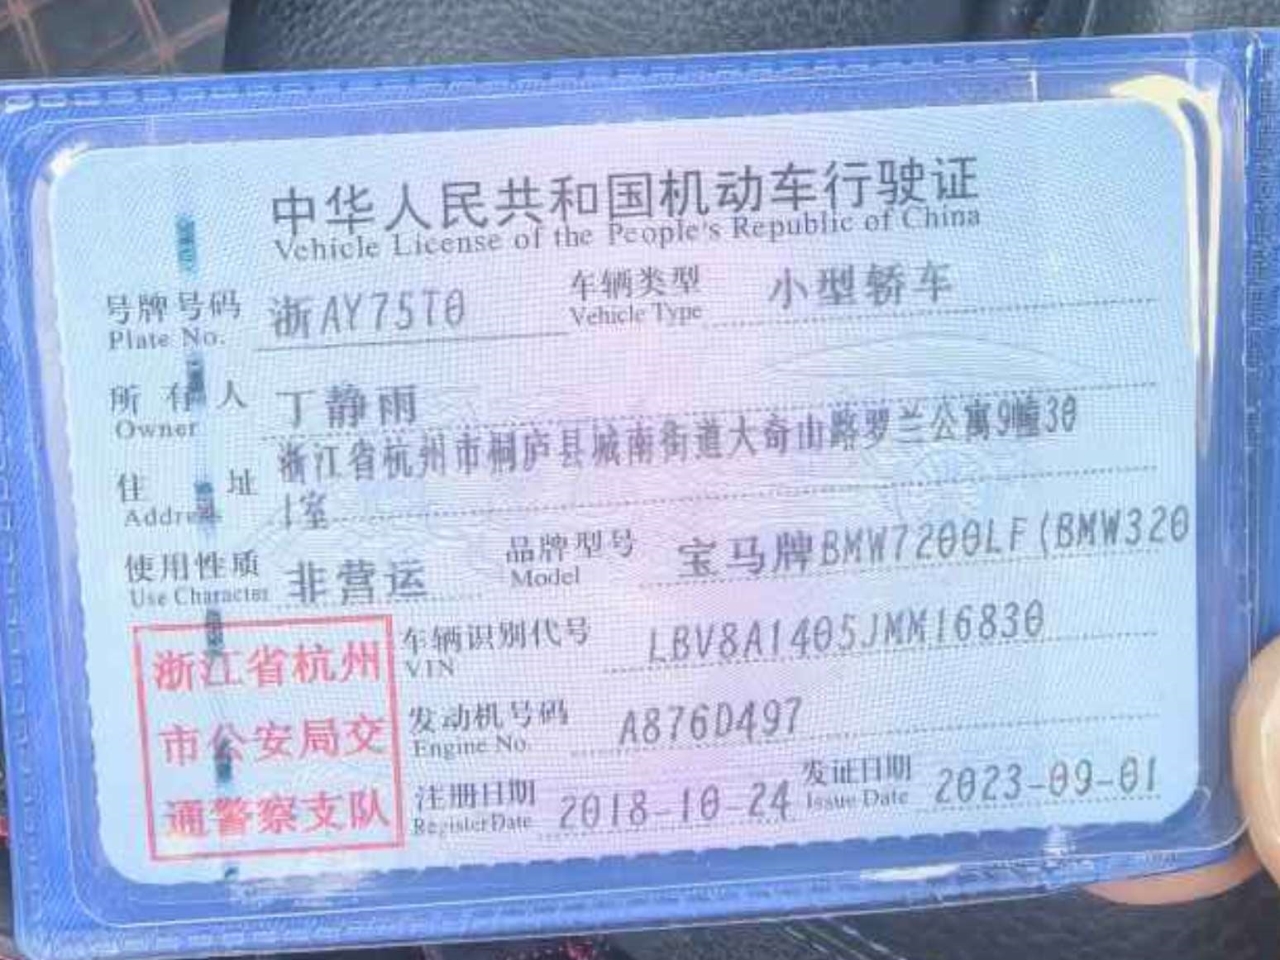 中华人民共和国机动车行驶证
Vehicle License of the People's Republic of China
号牌号码 浙AY75T0 车辆类型 小型轿车
Plate No. Vehicle Type
所有人 丁静雨
Owner
浙江省杭州市桐庐县城南街道大奇山路罗兰公寓9幢30
住址 1室
Address
使用性质 非营运 品牌型号 宝马牌BMW7200LF(BMW320
Use Character Model
浙江省杭州
市公安局交
通警察支队
车辆识别代号 LBV8A1405JMM16830
VIN
发动机号码 A876D497
Engine No.
注册日期 2018-10-24 发证日期 2023-09-01
Register Date Issue Date